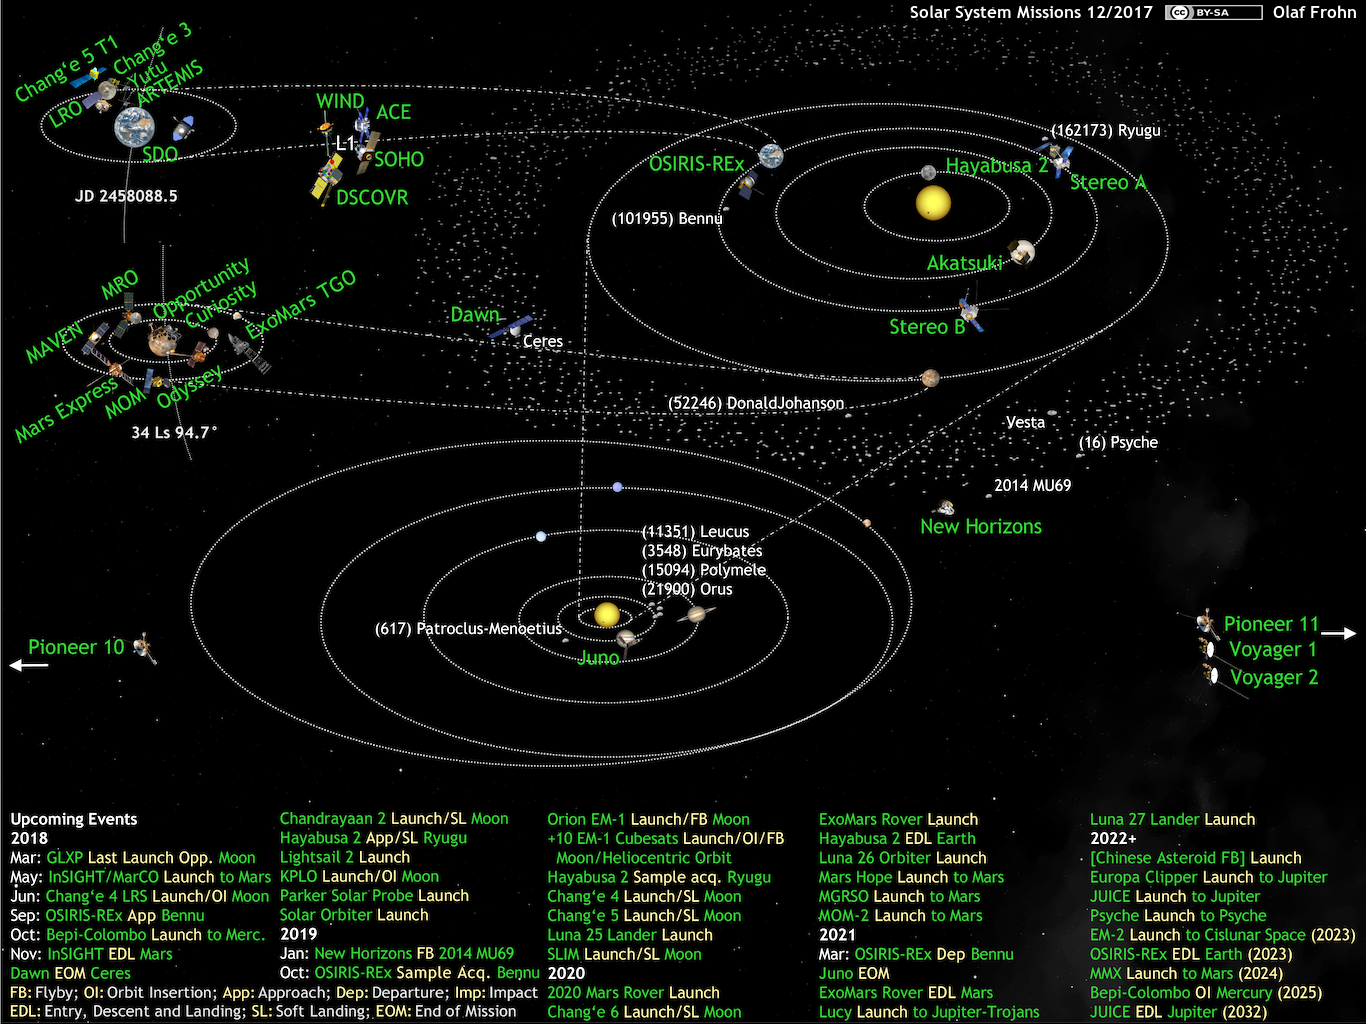 Solar System Missions 12/2017 cc BY-SA Olaf Frohn
Chang‘e 5 T1
Chang‘e 3
Yutu
ARTEMIS
LRO
SDO
JD 2458088.5
WIND
ACE
L1
SOHO
DSCOVR
OSIRIS-REx
(101955) Bennu
(162173) Ryugu
Hayabusa 2
Stereo A
Akatsuki
Stereo B
MRO
Opportunity
Curiosity
ExoMars TGO
MAVEN
Mars Express
MOM
Odyssey
34 Ls 94.7°
Dawn
Ceres
(52246) DonaldJohanson
Vesta
(16) Psyche
2014 MU69
New Horizons
(11351) Leucus
(3548) Eurybates
(15094) Polymele
(21900) Orus
(617) Patroclus-Menoetius
Juno
Pioneer 10
Pioneer 11
Voyager 1
Voyager 2
Upcoming Events
2018
Mar: GLXP Last Launch Opp. Moon
May: InSIGHT/MarCO Launch to Mars
Jun: Chang‘e 4 LRS Launch/OI Moon
Sep: OSIRIS-REx App Bennu
Oct: Bepi-Colombo Launch to Merc.
Nov: InSIGHT EDL Mars
Dawn EOM Ceres
Chandrayaan 2 Launch/SL Moon
Hayabusa 2 App/SL Ryugu
Lightsail 2 Launch
KPLO Launch/OI Moon
Parker Solar Probe Launch
Solar Orbiter Launch
2019
Jan: New Horizons FB 2014 MU69
Oct: OSIRIS-REx Sample Acq. Bennu
FB: Flyby; OI: Orbit Insertion; App: Approach; Dep: Departure; Imp: Impact
EDL: Entry, Descent and Landing; SL: Soft Landing; EOM: End of Mission
Orion EM-1 Launch/FB Moon
+10 EM-1 Cubesats Launch/OI/FB
Moon/Heliocentric Orbit
Hayabusa 2 Sample acq. Ryugu
Chang‘e 4 Launch/SL Moon
Chang‘e 5 Launch/SL Moon
Luna 25 Lander Launch
SLIM Launch/SL Moon
2020
2020 Mars Rover Launch
Chang‘e 6 Launch/SL Moon
ExoMars Rover Launch
Hayabusa 2 EDL Earth
Luna 26 Orbiter Launch
Mars Hope Launch to Mars
MGRSO Launch to Mars
MOM-2 Launch to Mars
2021
Mar: OSIRIS-REx Dep Bennu
Juno EOM
ExoMars Rover EDL Mars
Lucy Launch to Jupiter-Trojans
Luna 27 Lander Launch
2022+
[Chinese Asteroid FB] Launch
Europa Clipper Launch to Jupiter
JUICE Launch to Jupiter
Psyche Launch to Psyche
EM-2 Launch to Cislunar Space (2023)
OSIRIS-REx EDL Earth (2023)
MMX Launch to Mars (2024)
Bepi-Colombo OI Mercury (2025)
JUICE EDL Jupiter (2032)